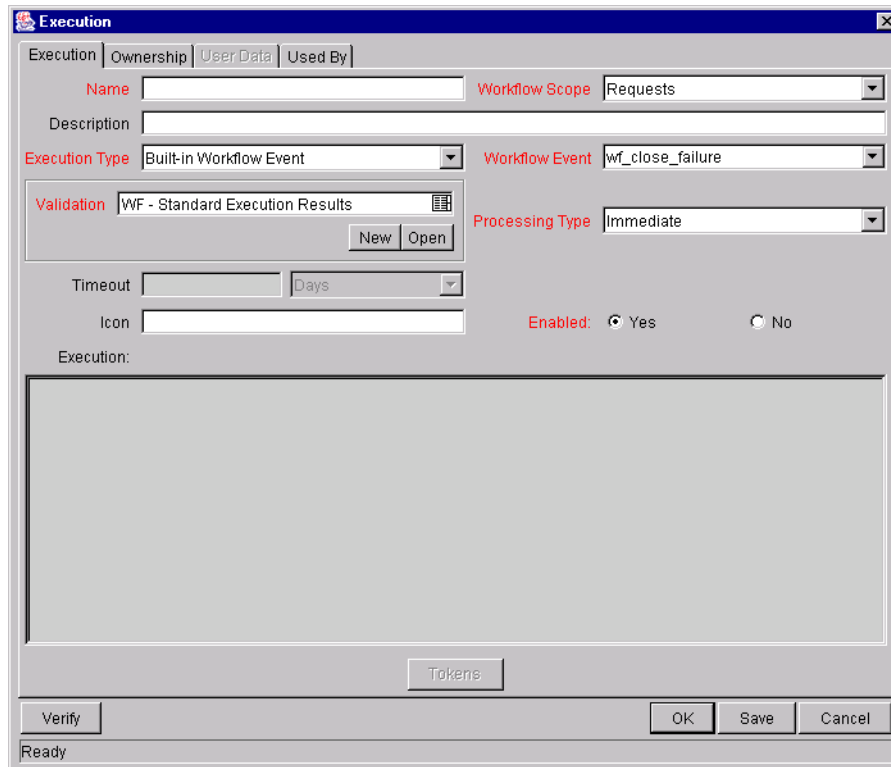 Execution
Execution Ownership User Data Used By
Name Workflow Scope Requests
Description
Execution Type Built-in Workflow Event Workflow Event wf_close_failure
Validation WF - Standard Execution Results
Processing Type Immediate
New Open
Timeout Days
Icon Enabled: Yes No
Execution:
Tokens
Verify OK Save Cancel
Ready